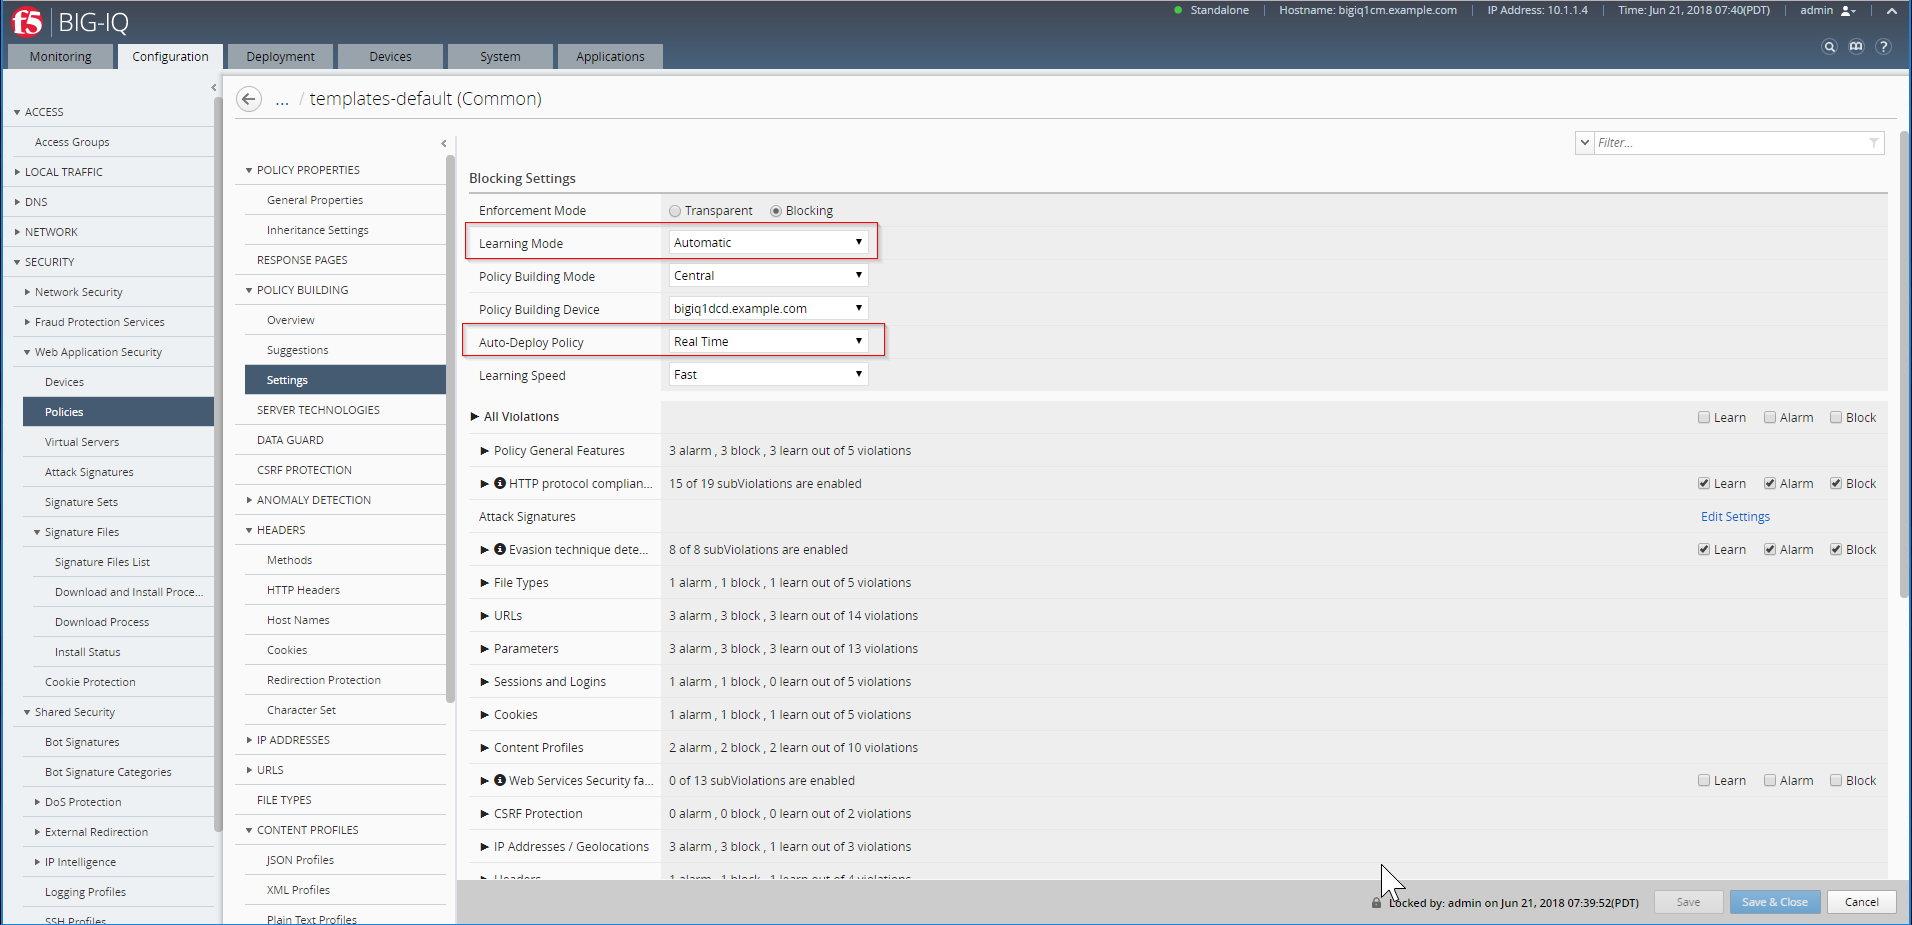 f5 BIG-IQ
Standalone Hostname: bigiq1cm.example.com IP Address: 10.1.1.4 Time: Jun 21, 2018 07:40(PDT) admin
Monitoring Configuration Deployment Devices System Applications
ACCESS
Access Groups
LOCAL TRAFFIC
DNS
NETWORK
SECURITY
Network Security
Fraud Protection Services
Web Application Security
Devices
Policies
Virtual Servers
Attack Signatures
Signature Sets
Signature Files
Signature Files List
Download and Install Proce...
Download Process
Install Status
Cookie Protection
Shared Security
Bot Signatures
Bot Signature Categories
DoS Protection
External Redirection
IP Intelligence
Logging Profiles
SSH Profiles
... / templates-default (Common)
POLICY PROPERTIES
General Properties
Inheritance Settings
RESPONSE PAGES
POLICY BUILDING
Overview
Suggestions
Settings
SERVER TECHNOLOGIES
DATA GUARD
CSRF PROTECTION
ANOMALY DETECTION
HEADERS
Methods
HTTP Headers
Host Names
Cookies
Redirection Protection
Character Set
IP ADDRESSES
URLS
FILE TYPES
CONTENT PROFILES
JSON Profiles
XML Profiles
Plain Text Profiles
Filter...
Blocking Settings
Enforcement Mode Transparent Blocking
Learning Mode Automatic
Policy Building Mode Central
Policy Building Device bigiq1dcd.example.com
Auto-Deploy Policy Real Time
Learning Speed Fast
All Violations Learn Alarm Block
Policy General Features 3 alarm , 3 block , 3 learn out of 5 violations
HTTP protocol complian... 15 of 19 subViolations are enabled Learn Alarm Block
Attack Signatures Edit Settings
Evasion technique dete... 8 of 8 subViolations are enabled Learn Alarm Block
File Types 1 alarm , 1 block , 1 learn out of 5 violations
URLs 3 alarm , 3 block , 3 learn out of 14 violations
Parameters 3 alarm , 3 block , 3 learn out of 13 violations
Sessions and Logins 1 alarm , 1 block , 0 learn out of 5 violations
Cookies 1 alarm , 1 block , 1 learn out of 5 violations
Content Profiles 2 alarm , 2 block , 2 learn out of 10 violations
Web Services Security fa... 0 of 13 subViolations are enabled Learn Alarm Block
CSRF Protection 0 alarm , 0 block , 0 learn out of 2 violations
IP Addresses / Geolocations 3 alarm , 3 block , 1 learn out of 3 violations
Headers 1 alarm , 1 block , 1 learn out of 4 violations
Locked by: admin on Jun 21, 2018 07:39:52(PDT) Save Save & Close Cancel